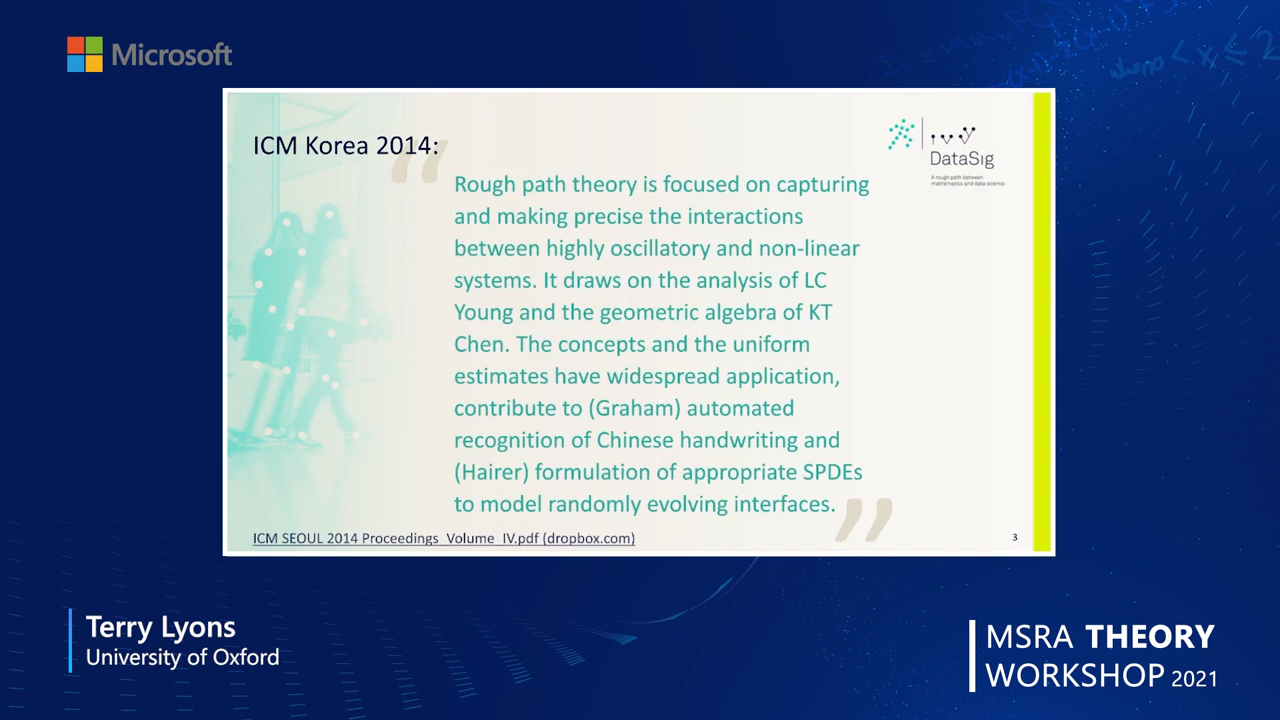 Microsoft
ICM Korea 2014:
DataSig
A rough path between
mathematics and data science
“
Rough path theory is focused on capturing
and making precise the interactions
between highly oscillatory and non-linear
systems. It draws on the analysis of LC
Young and the geometric algebra of KT
Chen. The concepts and the uniform
estimates have widespread application,
contribute to (Graham) automated
recognition of Chinese handwriting and
(Hairer) formulation of appropriate SPDEs
to model randomly evolving interfaces.
”
ICM SEOUL 2014 Proceedings_Volume_IV.pdf (dropbox.com)
3
Terry Lyons
University of Oxford
MSRA THEORY
WORKSHOP 2021